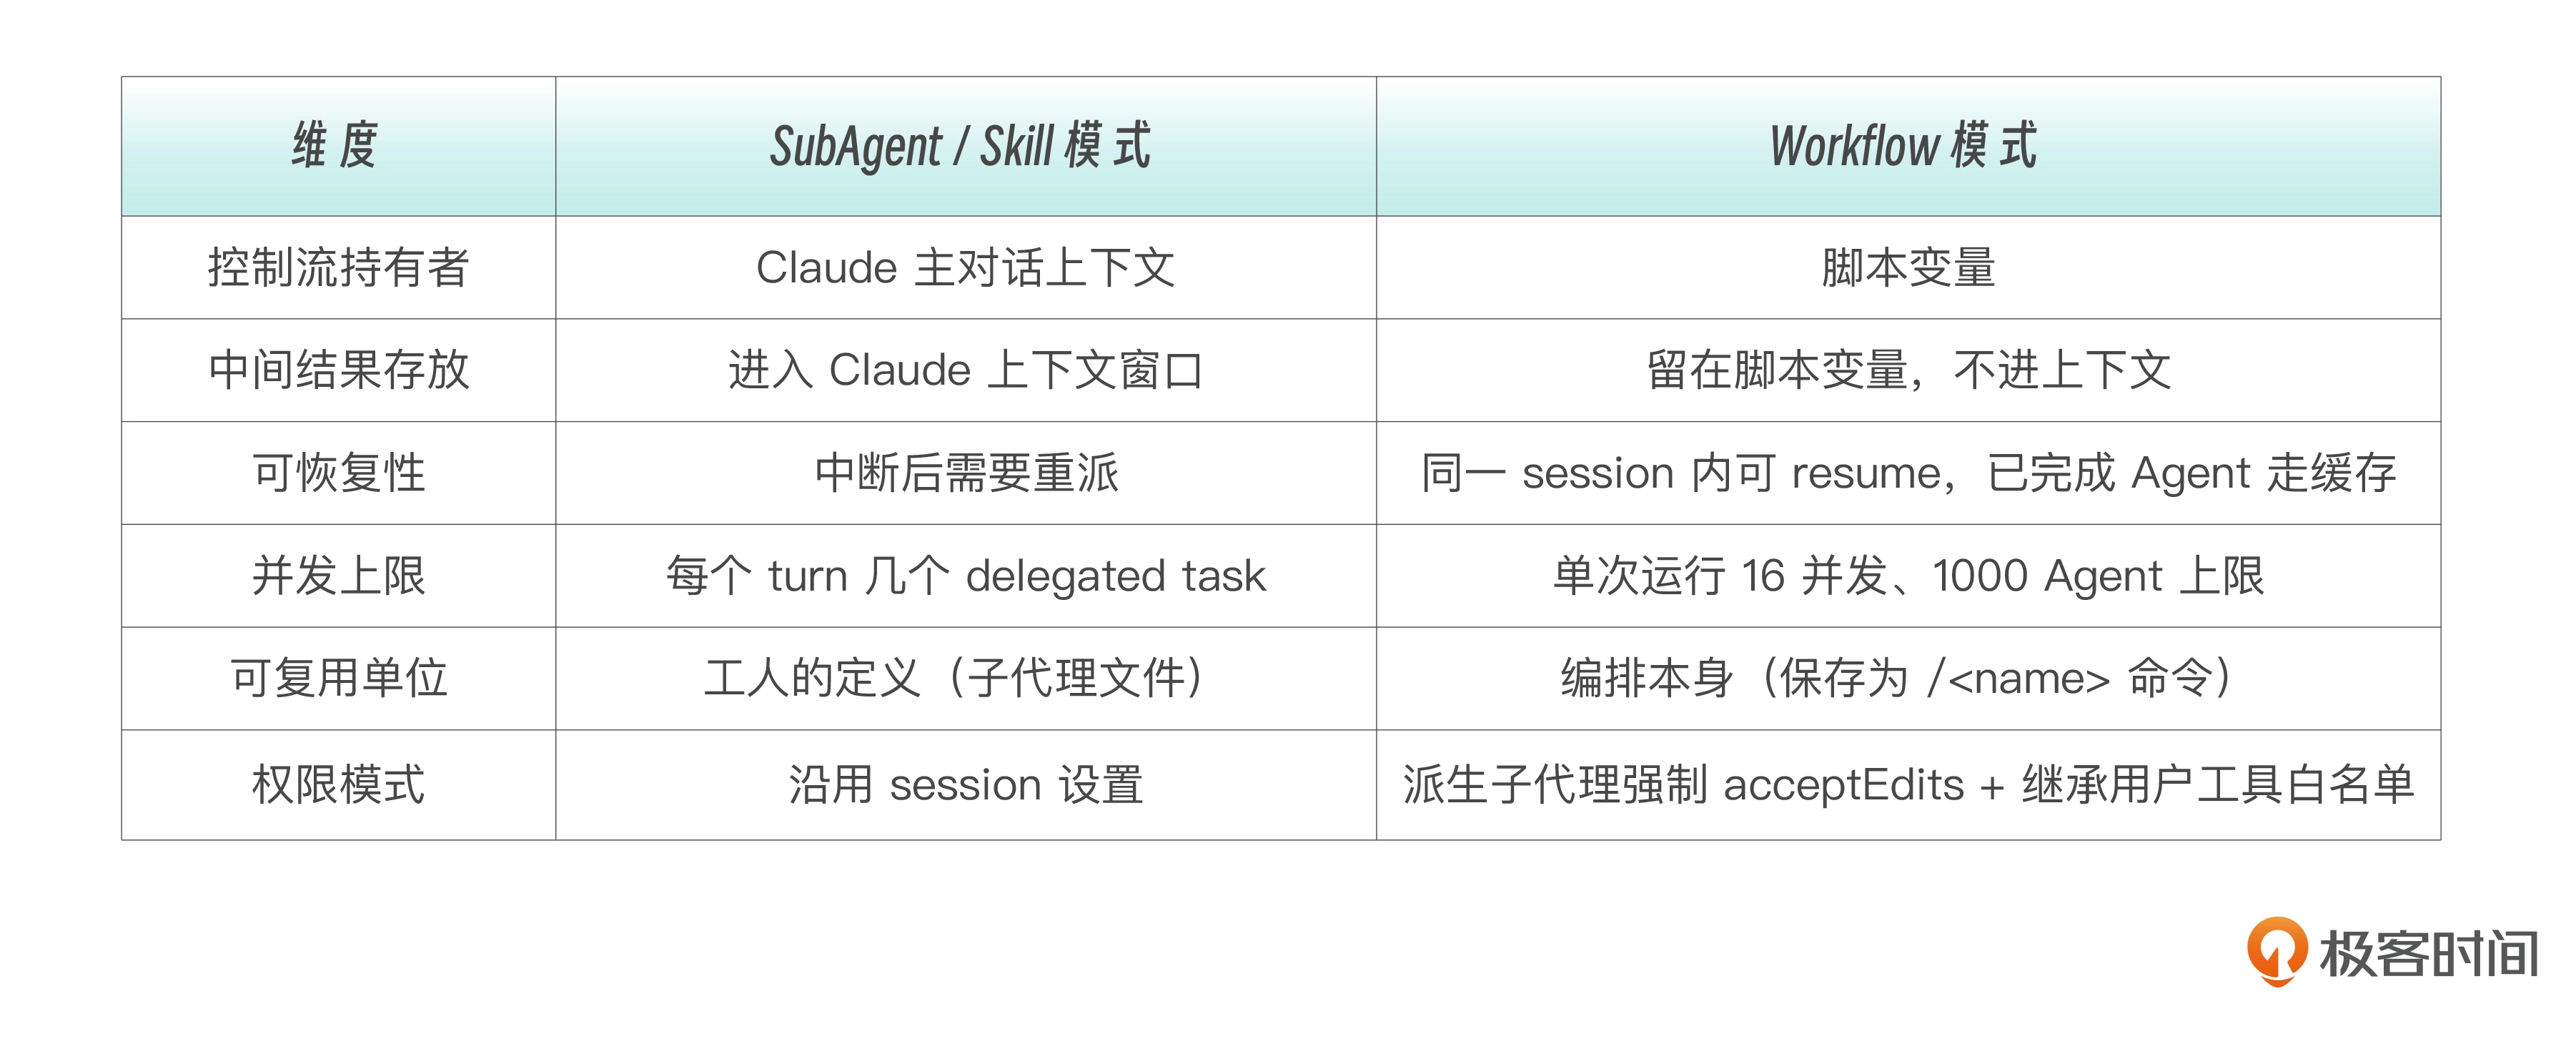 维度
SubAgent / Skill 模式
Workflow 模式
控制流持有者
Claude 主对话上下文
脚本变量
中间结果存放
进入 Claude 上下文窗口
留在脚本变量，不进上下文
可恢复性
中断后需要重派
同一 session 内可 resume，已完成 Agent 走缓存
并发上限
每个 turn 几个 delegated task
单次运行 16 并发、1000 Agent 上限
可复用单位
工人的定义（子代理文件）
编排本身（保存为 /<name> 命令）
权限模式
沿用 session 设置
派生子代理强制 acceptEdits + 继承用户工具白名单
极客时间